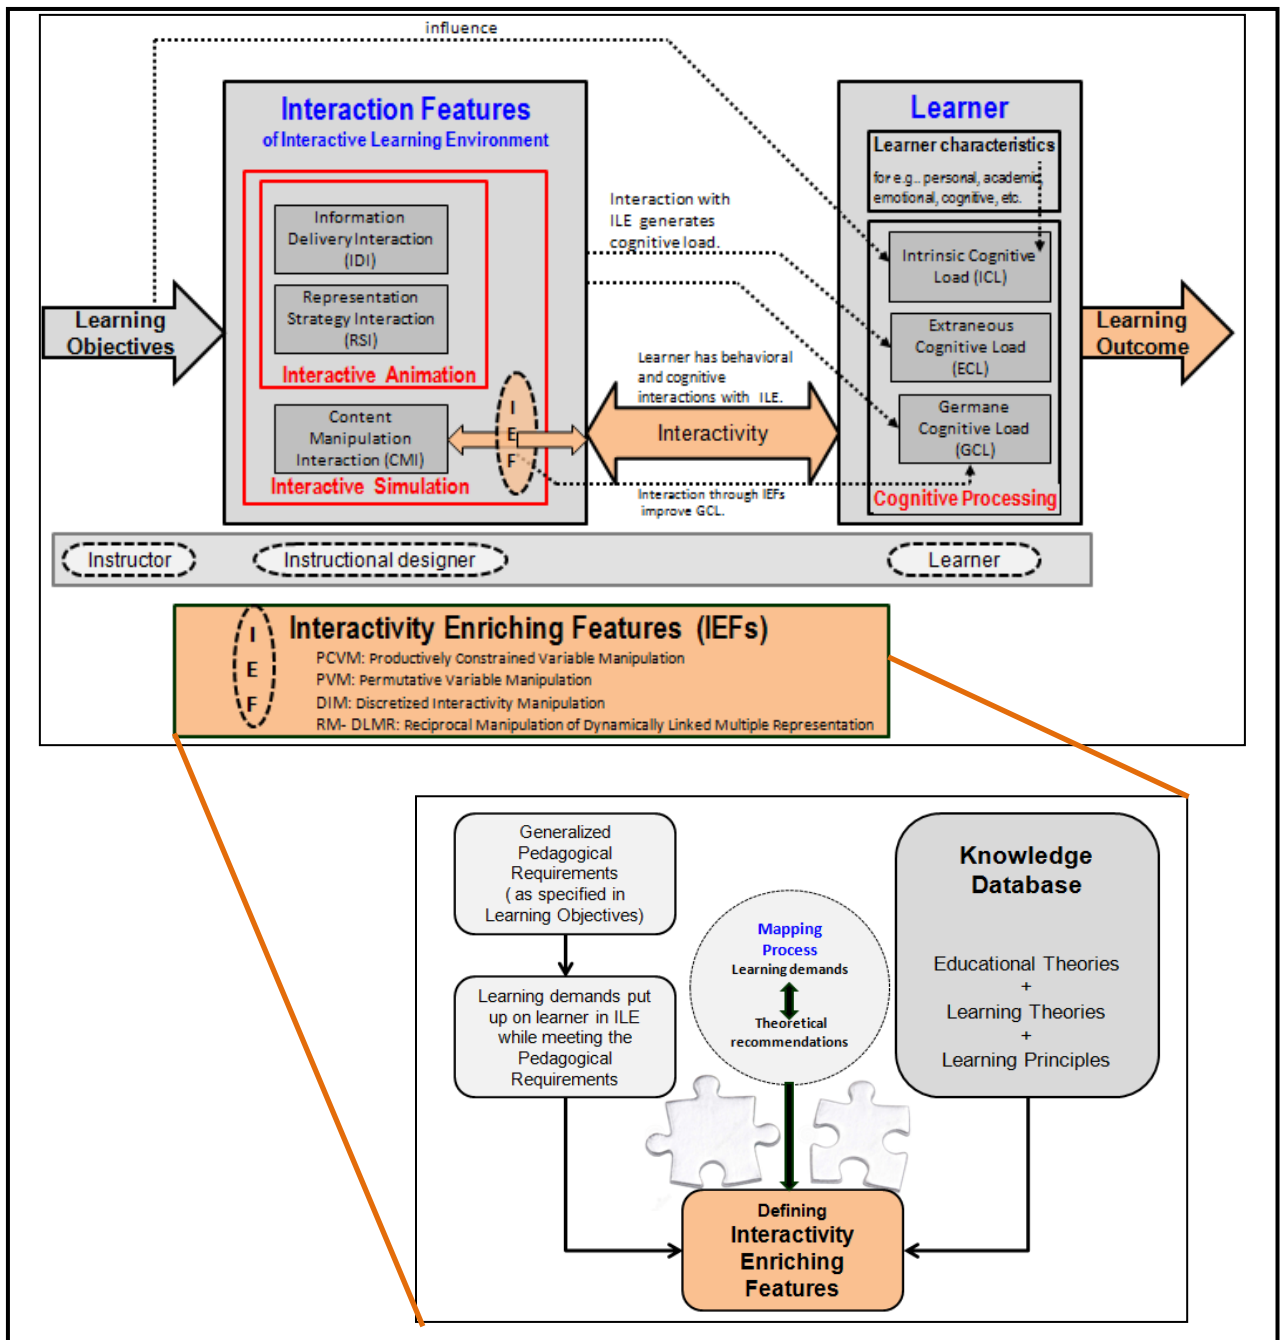 influence
Interaction Features
of Interactive Learning Environment
Information
Delivery Interaction
(IDI)
Representation
Strategy Interaction
(RSI)
Interactive Animation
Content
Manipulation
Interaction (CMI)
Interactive Simulation
I
E
F
Learning
Objectives
Interaction with
ILE generates
cognitive load.
Learner has behavioral
and cognitive
interactions with ILE.
Interactivity
Interaction through IEFs
improve GCL.
Learner
Learner characteristics
for e.g.. personal, academic,
emotional, cognitive, etc.
Intrinsic Cognitive
Load (ICL)
Extraneous
Cognitive Load
(ECL)
Germane
Cognitive Load
(GCL)
Cognitive Processing
Learning
Outcome
Instructor
Instructional designer
Learner
I
E
F
Interactivity Enriching Features (IEFs)
PCVM: Productively Constrained Variable Manipulation
PVM: Permutative Variable Manipulation
DIM: Discretized Interactivity Manipulation
RM- DLMR: Reciprocal Manipulation of Dynamically Linked Multiple Representation
Generalized
Pedagogical
Requirements
( as specified in
Learning Objectives)
Learning demands put
up on learner in ILE
while meeting the
Pedagogical
Requirements
Mapping
Process
Learning demands
Theoretical
recommendations
Knowledge
Database
Educational Theories
+
Learning Theories
+
Learning Principles
Defining
Interactivity
Enriching
Features